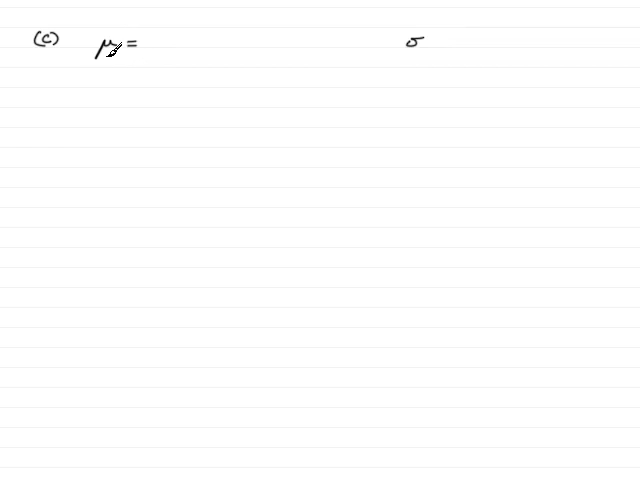 (c) μ = σ